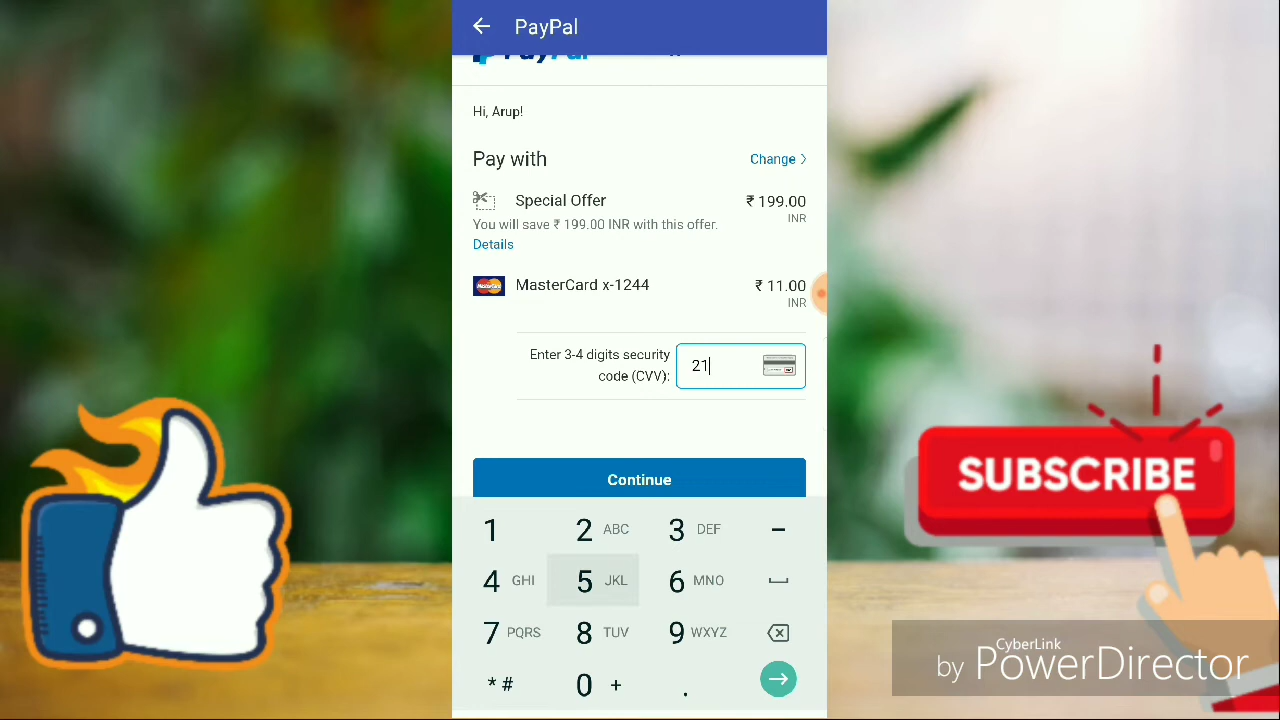 PayPal
PayPal
Hi, Arup!
Pay with
Change >
Special Offer
₹ 199.00
INR
You will save ₹ 199.00 INR with this offer.
Details
MasterCard
MasterCard x-1244
₹ 11.00
INR
Enter 3-4 digits security
code (CVV):
21
Continue
1
2 ABC
3 DEF
-
4 GHI
5 JKL
6 MNO
7 PQRS
8 TUV
9 WXYZ
* #
0 +
.
SUBSCRIBE
CyberLink
by PowerDirector